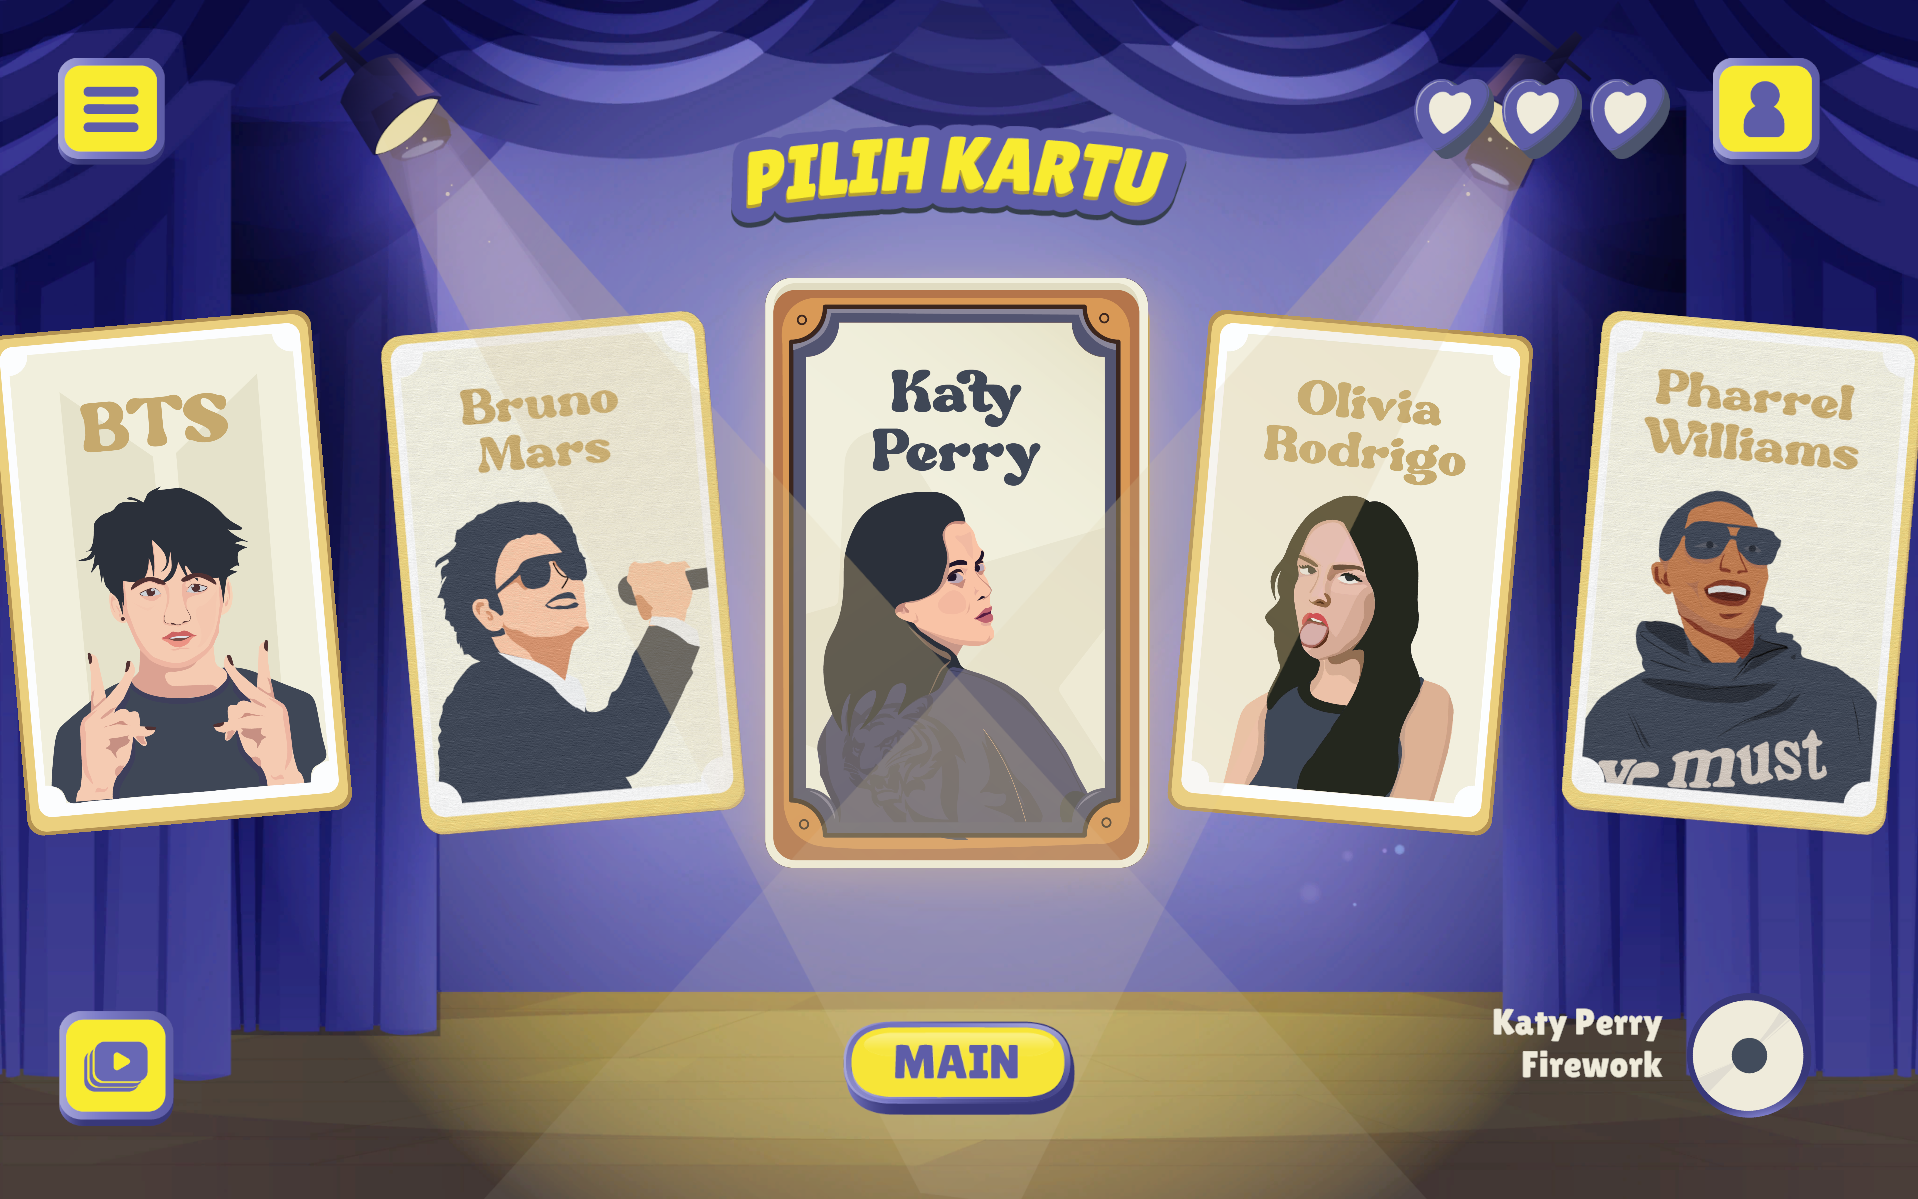 PILIH KARTU
BTS
Bruno
Mars
Katy
Perry
Olivia
Rodrigo
Pharrel
Williams
must
MAIN
Katy Perry
Firework